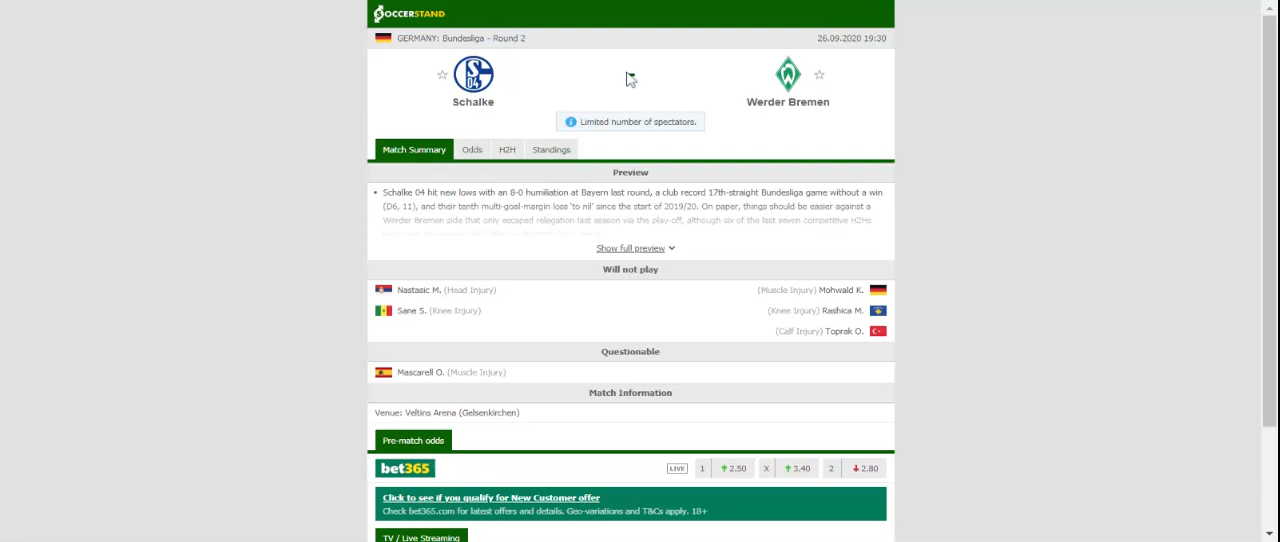 SOCCERSTAND
GERMANY: Bundesliga - Round 2 26.09.2020 19:30
S 04 W
Schalke Werder Bremen
Limited number of spectators.
Match Summary Odds H2H Standings
Preview
Schalke 04 hit new lows with an 8-0 humiliation at Bayern last round, a club record 17th-straight Bundesliga game without a win
(D6, 11), and their tenth multi-goal-margin loss 'to nil' since the start of 2019/20. On paper, things should be easier against a
Werder Bremen side that only escaped relegation last season via the play-off, although six of the last seven competitive H2Hs
Show full preview
Will not play
Nastasic M. (Head Injury) (Muscle Injury) Mohwald K.
Sane S. (Knee Injury) (Knee Injury) Rashica M.
(Calf Injury) Toprak O.
Questionable
Mascarell O. (Muscle Injury)
Match Information
Venue: Veltins Arena (Gelsenkirchen)
Pre-match odds
bet365 LIVE 1 2.50 X 3.40 2 2.80
Click to see if you qualify for New Customer offer
Check bet365.com for latest offers and details. Geo-variations and T&Cs apply. 18+
TV / Live Streaming